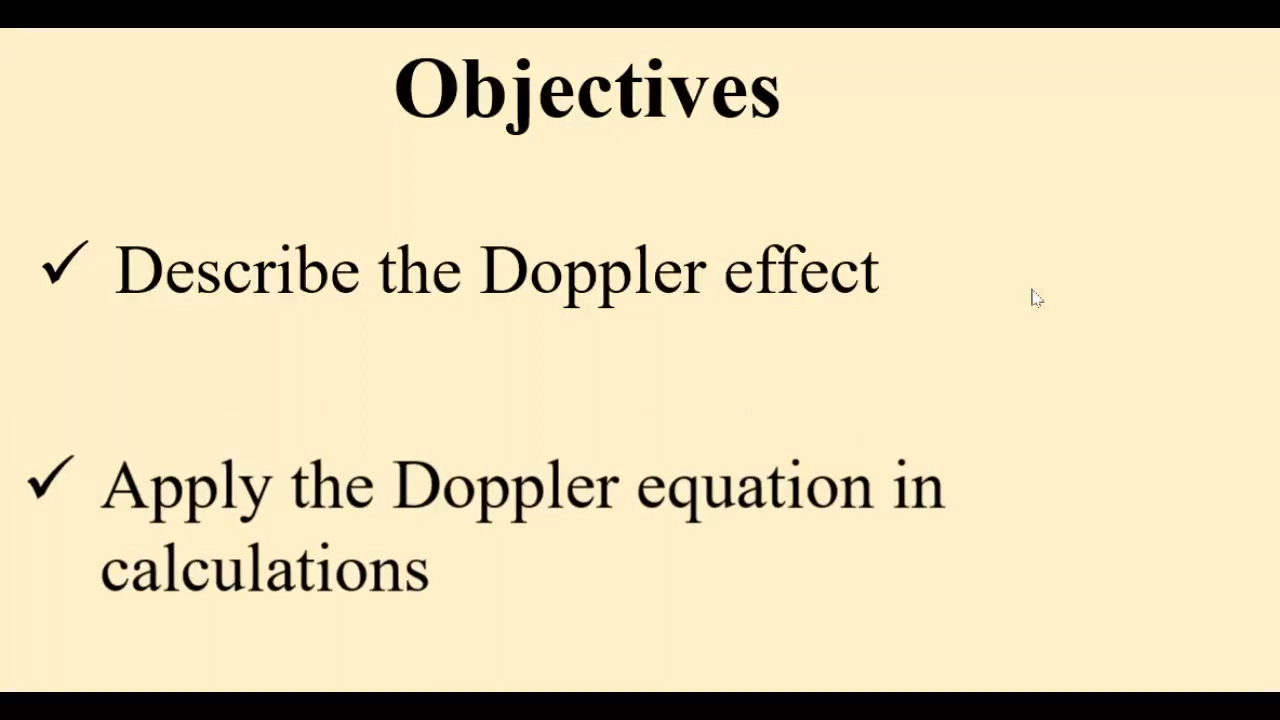 Objectives
✓ Describe the Doppler effect
✓ Apply the Doppler equation in
calculations